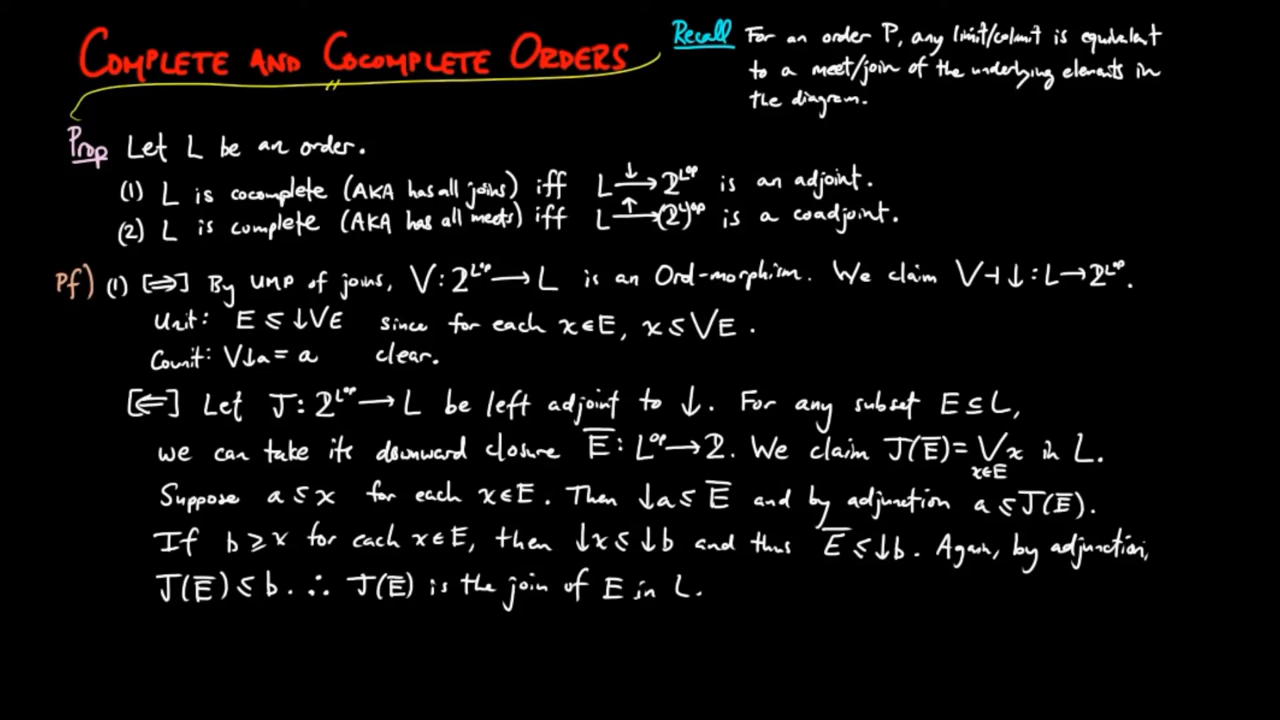 COMPLETE AND COCOMPLETE ORDERS
Recall For an order P, any limit/colimit is equivalent
to a meet/join of the underlying elements in
the diagram.
Prop Let L be an order.
(1) L is cocomplete (AKA has all joins) iff L →^↓ 2^{L^op} is an adjoint.
(2) L is complete (AKA has all meets) iff L →^↑ (2^L)^op is a coadjoint.
Pf) (1) [⇒] By UMP of joins, V : 2^{L^op} → L is an Ord-morphism. We claim V ⊣ ↓ : L → 2^{L^op}.
Unit: E ≤ ↓VE since for each x ∈ E, x ≤ VE.
Counit: V↓a = a clear.
[⇐] Let J : 2^{L^op} → L be left adjoint to ↓. For any subset E ⊆ L,
we can take its downward closure E̅ : L^op → 2. We claim J(E̅) = V_{x∈E} x in L.
Suppose a ≤ x for each x ∈ E. Then ↓a ≤ E̅ and by adjunction a ≤ J(E̅).
If b ≥ x for each x ∈ E, then ↓x ≤ ↓b and thus E̅ ≤ ↓b. Again, by adjunction,
J(E̅) ≤ b. ∴ J(E̅) is the join of E in L.